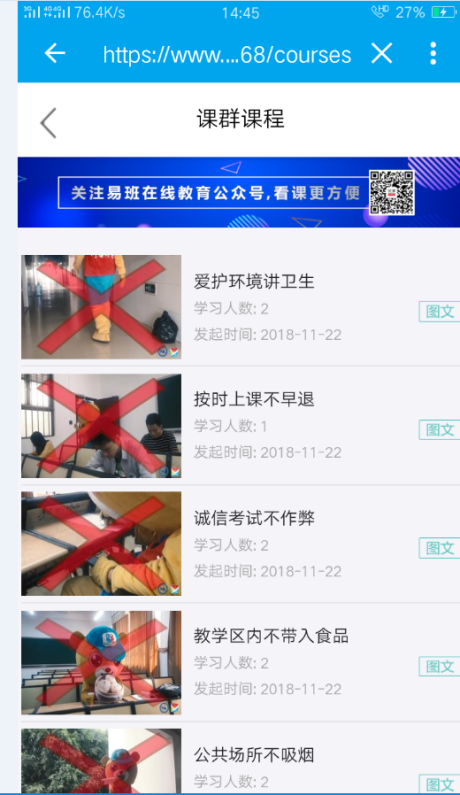 76.4K/s
14:45
HD 27%
https://www....68/courses
课群课程
关注易班在线教育公众号,看课更方便
爱护环境讲卫生
学习人数: 2
图文
发起时间: 2018-11-22
按时上课不早退
学习人数: 1
图文
发起时间: 2018-11-22
诚信考试不作弊
学习人数: 2
图文
发起时间: 2018-11-22
教学区内不带入食品
学习人数: 2
图文
发起时间: 2018-11-22
公共场所不吸烟
学习人数: 2
图文